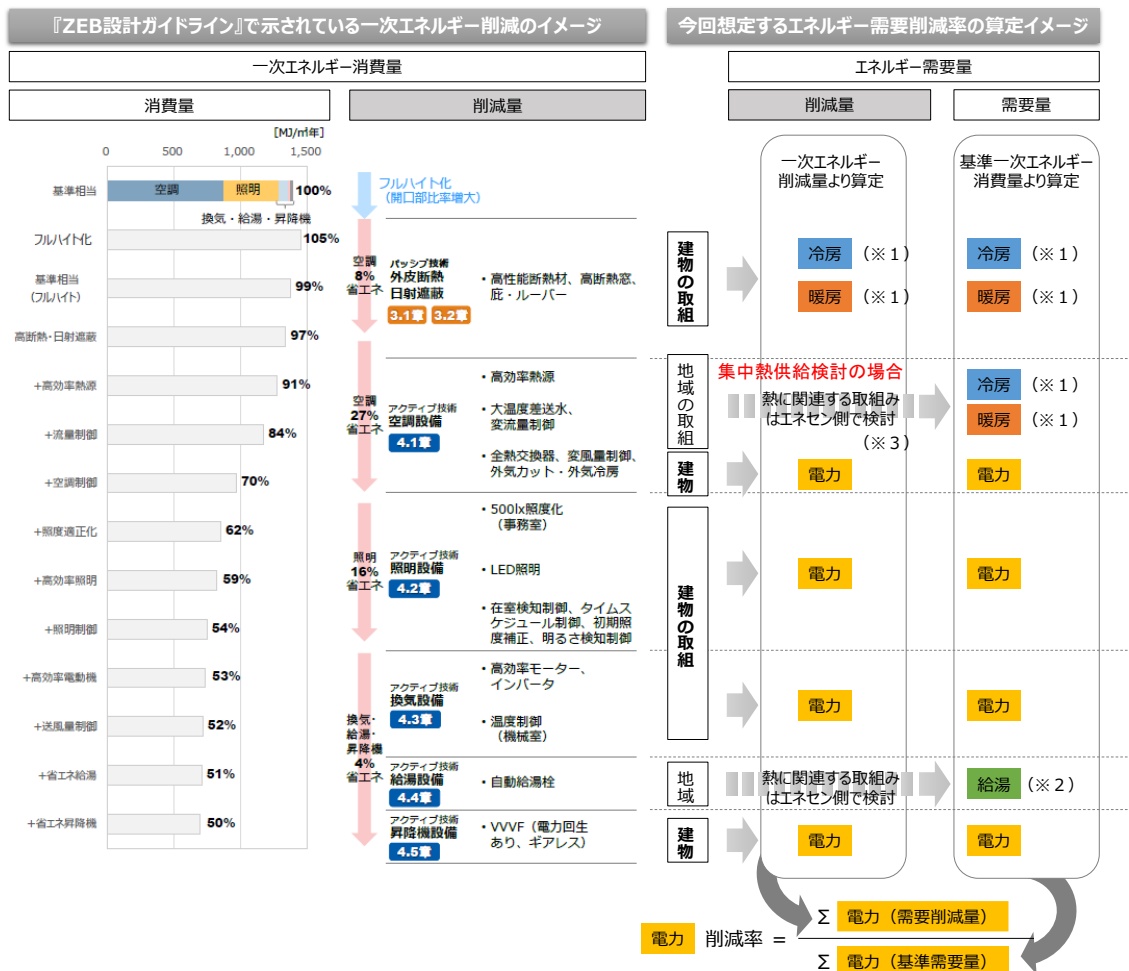 『ZEB設計ガイドライン』で示されている一次エネルギー削減のイメージ
一次エネルギー消費量
消費量
削減量
[MJ/㎡年]
0
500
1,000
1,500
基準相当
空調
照明
100%
換気・給湯・昇降機
フルハイト化
105%
基準相当
(フルハイト)
99%
高断熱・日射遮蔽
97%
+高効率熱源
91%
+流量制御
84%
+空調制御
70%
+照度適正化
62%
+高効率照明
59%
+照明制御
54%
+高効率電動機
53%
+送風量制御
52%
+省エネ給湯
51%
+省エネ昇降機
50%
フルハイト化
(開口部比率増大)
空調
8%
省エネ
パッシブ技術
外皮断熱
日射遮蔽
3.1章
3.2章
・高性能断熱材、高断熱窓、
庇・ルーバー
空調
27%
省エネ
アクティブ技術
空調設備
4.1章
・高効率熱源
・大温度差送水、
変流量制御
・全熱交換器、変風量制御、
外気カット・外気冷房
照明
16%
省エネ
アクティブ技術
照明設備
4.2章
・500lx照度化
(事務室)
・LED照明
・在室検知制御、タイムス
ケジュール制御、初期照
度補正、明るさ検知制御
換気・
給湯・
昇降機
4%
省エネ
アクティブ技術
換気設備
4.3章
・高効率モーター、
インバータ
・温度制御
(機械室)
アクティブ技術
給湯設備
4.4章
・自動給湯栓
アクティブ技術
昇降機設備
4.5章
・VVVF(電力回生
あり、ギアレス)
今回想定するエネルギー需要削減率の算定イメージ
エネルギー需要量
削減量
需要量
一次エネルギー
削減量より算定
基準一次エネルギー
消費量より算定
建物の取組
冷房 (※1)
暖房 (※1)
冷房 (※1)
暖房 (※1)
地域の取組
集中熱供給検討の場合
熱に関連する取組み
はエネセン側で検討
(※3)
冷房 (※1)
暖房 (※1)
建物
電力
電力
建物の取組
電力
電力
電力
電力
地域
熱に関連する取組み
はエネセン側で検討
給湯 (※2)
建物
電力
電力
電力 削減率 =
Σ 電力(需要削減量)
Σ 電力(基準需要量)